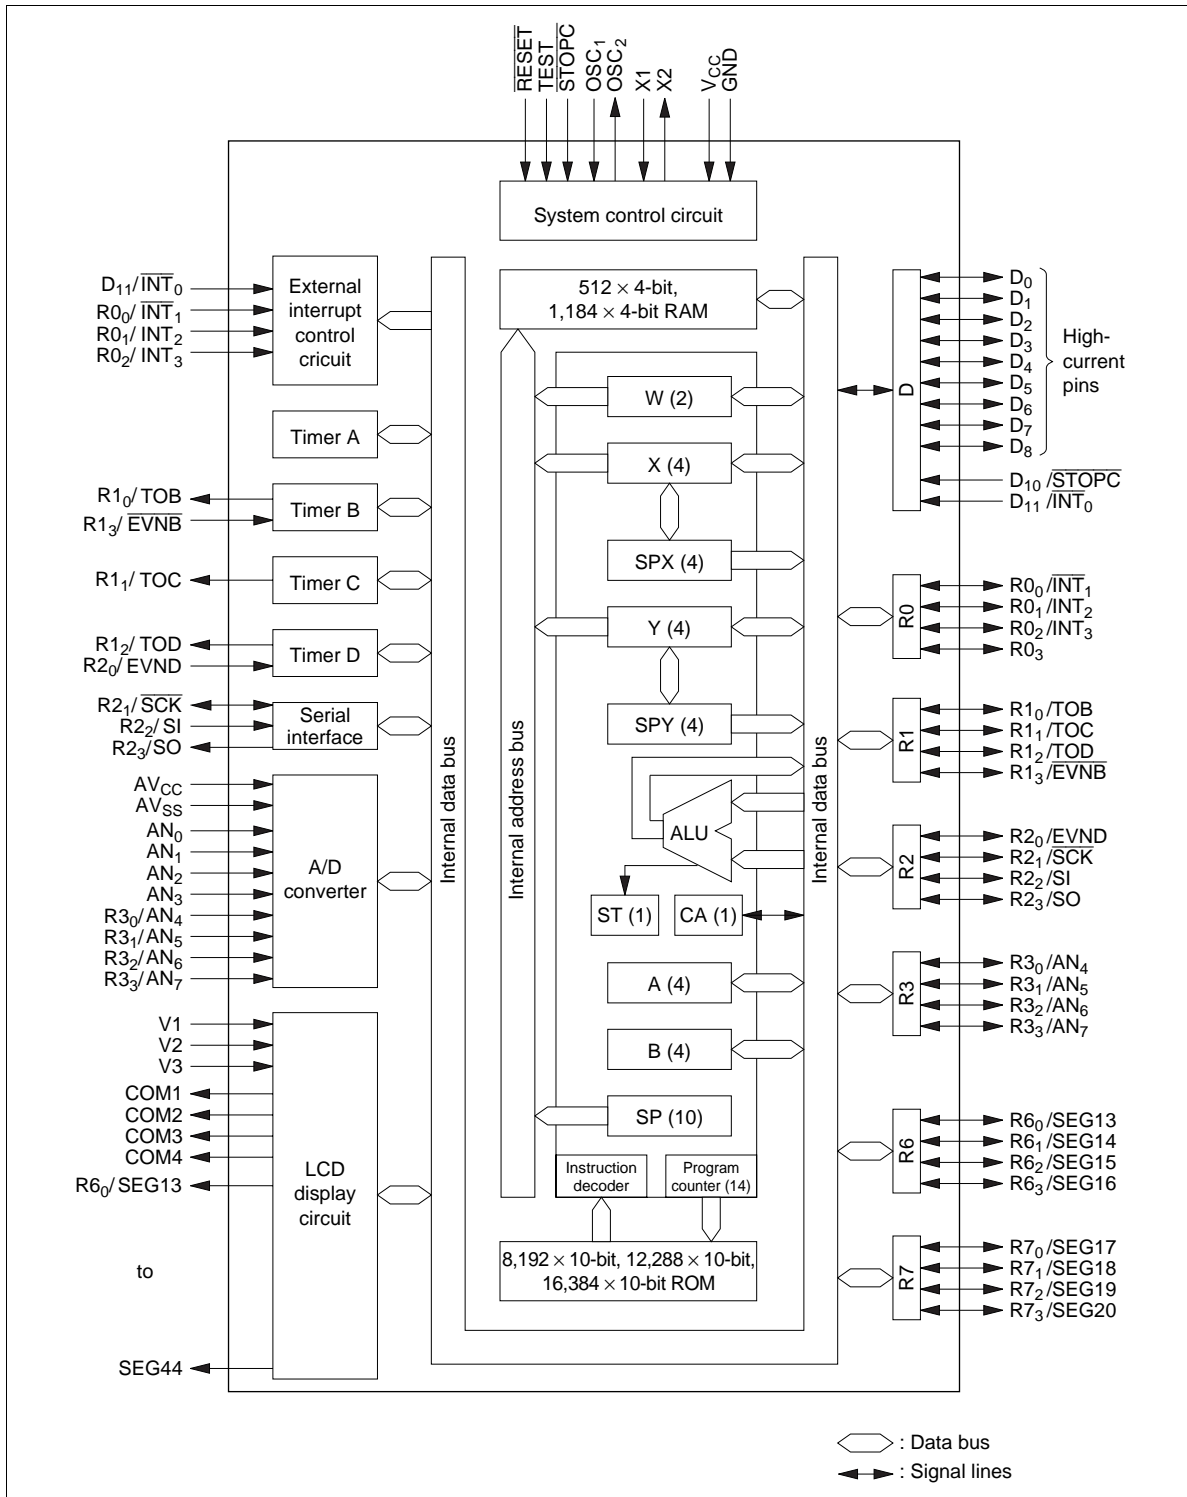 RESET
TEST
STOPC
OSC1
OSC2
X1
X2
VCC
GND
System control circuit
D11/INT0
R00/INT1
R01/INT2
R02/INT3
External
interrupt
control
cricuit
Timer A
R10/TOB
R13/EVNB
Timer B
R11/TOC
Timer C
R12/TOD
R20/EVND
Timer D
R21/SCK
R22/SI
R23/SO
Serial
interface
AVCC
AVSS
AN0
AN1
AN2
AN3
R30/AN4
R31/AN5
R32/AN6
R33/AN7
A/D
converter
V1
V2
V3
COM1
COM2
COM3
COM4
R60/SEG13
to
SEG44
LCD
display
circuit
Internal data bus
Internal address bus
512 × 4-bit,
1,184 × 4-bit RAM
W (2)
X (4)
SPX (4)
Y (4)
SPY (4)
ALU
ST (1)
CA (1)
A (4)
B (4)
SP (10)
Instruction
decoder
Program
counter (14)
8,192 × 10-bit, 12,288 × 10-bit,
16,384 × 10-bit ROM
Internal data bus
D
D0
D1
D2
D3
D4
D5
D6
D7
D8
High-
current
pins
D10/STOPC
D11/INT0
R0
R00/INT1
R01/INT2
R02/INT3
R03
R1
R10/TOB
R11/TOC
R12/TOD
R13/EVNB
R2
R20/EVND
R21/SCK
R22/SI
R23/SO
R3
R30/AN4
R31/AN5
R32/AN6
R33/AN7
R6
R60/SEG13
R61/SEG14
R62/SEG15
R63/SEG16
R7
R70/SEG17
R71/SEG18
R72/SEG19
R73/SEG20
: Data bus
: Signal lines